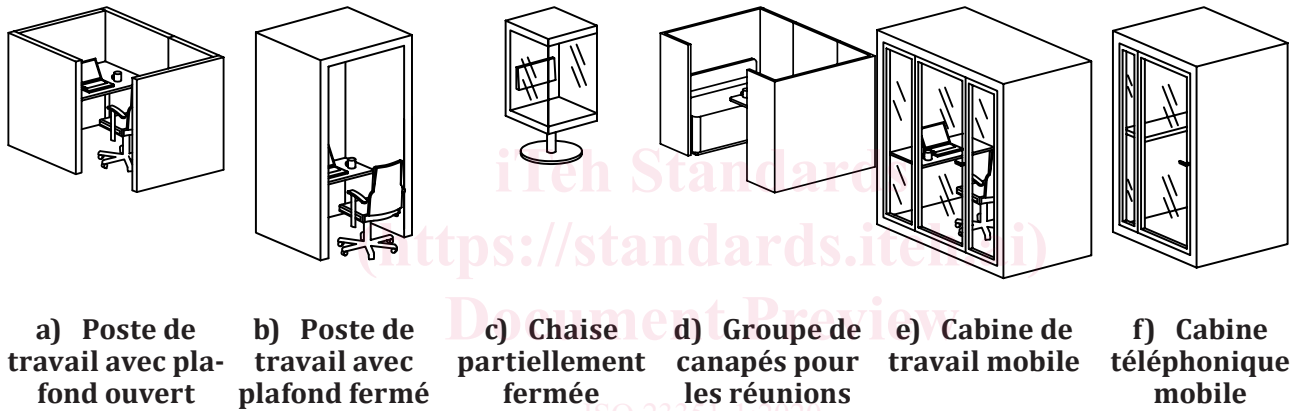 iTeh Standards
(https://standards.iteh.ai)
Document Preview
a) Poste de
travail avec pla-
fond ouvert
b) Poste de
travail avec
plafond fermé
c) Chaise
partiellement
fermée
d) Groupe de
canapés pour
les réunions
e) Cabine de
travail mobile
f) Cabine
téléphonique
mobile